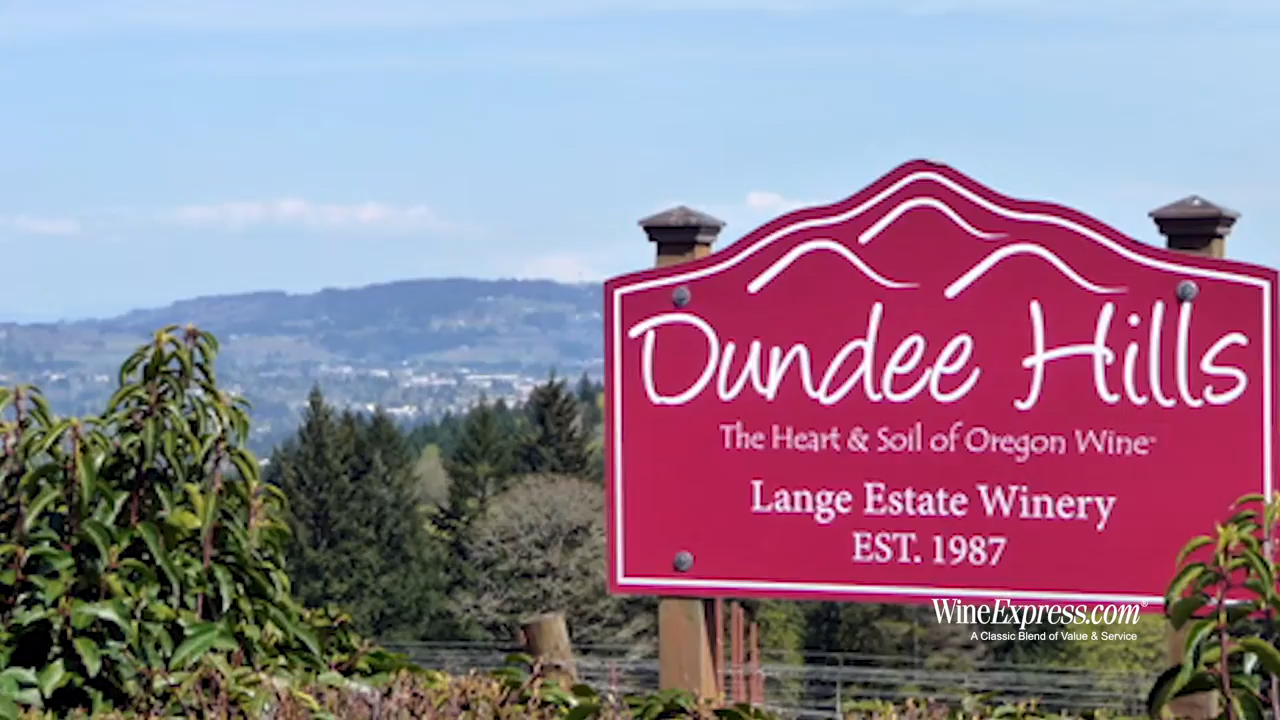 Dundee Hills
The Heart & Soil of Oregon Wine™
Lange Estate Winery
EST. 1987
WineExpress.com®
A Classic Blend of Value & Service